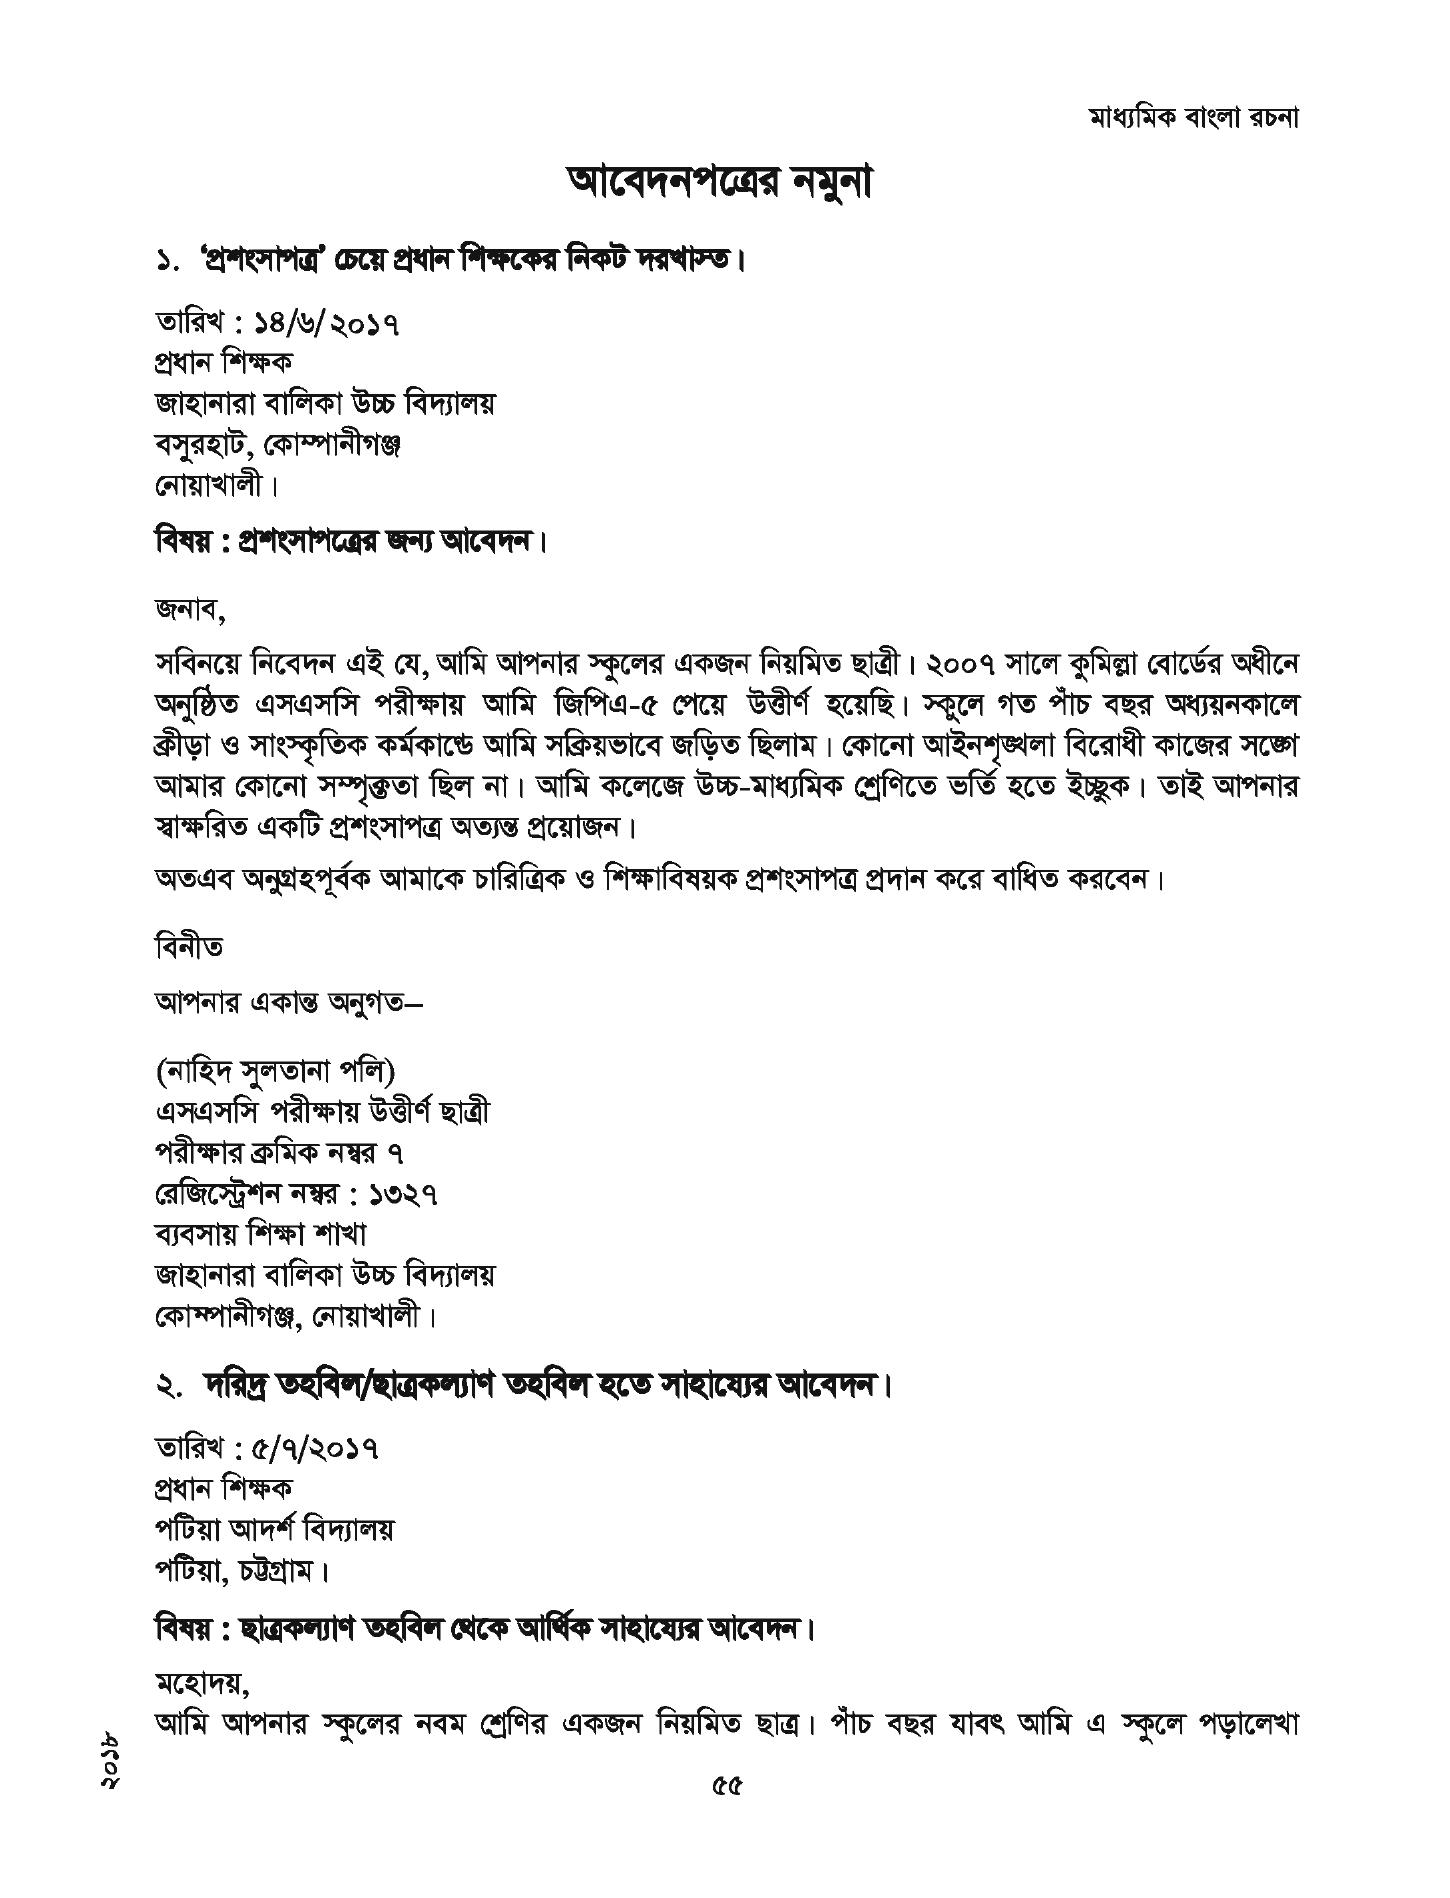 মাধ্যমিক বাংলা রচনা
আবেদনপত্রের নমুনা
১. ‘প্রশংসাপত্র’ চেয়ে প্রধান শিক্ষকের নিকট দরখাস্ত।
তারিখ : ১৪/৬/২০১৭
প্রধান শিক্ষক
জাহানারা বালিকা উচ্চ বিদ্যালয়
বসুরহাট, কোম্পানীগঞ্জ
নোয়াখালী।
বিষয় : প্রশংসাপত্রের জন্য আবেদন।
জনাব,
সবিনয়ে নিবেদন এই যে, আমি আপনার স্কুলের একজন নিয়মিত ছাত্রী। ২০০৭ সালে কুমিল্লা বোর্ডের অধীনে
অনুষ্ঠিত এসএসসি পরীক্ষায় আমি জিপিএ-৫ পেয়ে উত্তীর্ণ হয়েছি। স্কুলে গত পাঁচ বছর অধ্যয়নকালে
ক্রীড়া ও সাংস্কৃতিক কর্মকান্ডে আমি সক্রিয়ভাবে জড়িত ছিলাম। কোনো আইনশৃঙ্খলা বিরোধী কাজের সঙ্গে
আমার কোনো সম্পৃক্ততা ছিল না। আমি কলেজে উচ্চ-মাধ্যমিক শ্রেণিতে ভর্তি হতে ইচ্ছুক। তাই আপনার
স্বাক্ষরিত একটি প্রশংসাপত্র অত্যন্ত প্রয়োজন।
অতএব অনুগ্রহপূর্বক আমাকে চারিত্রিক ও শিক্ষাবিষয়ক প্রশংসাপত্র প্রদান করে বাধিত করবেন।
বিনীত
আপনার একান্ত অনুগত–
(নাহিদ সুলতানা পলি)
এসএসসি পরীক্ষায় উত্তীর্ণ ছাত্রী
পরীক্ষার ক্রমিক নম্বর ৭
রেজিস্ট্রেশন নম্বর : ১৩২৭
ব্যবসায় শিক্ষা শাখা
জাহানারা বালিকা উচ্চ বিদ্যালয়
কোম্পানীগঞ্জ, নোয়াখালী।
২. দরিদ্র তহবিল/ছাত্রকল্যাণ তহবিল হতে সাহায্যের আবেদন।
তারিখ : ৫/৭/২০১৭
প্রধান শিক্ষক
পটিয়া আদর্শ বিদ্যালয়
পটিয়া, চট্টগ্রাম।
বিষয় : ছাত্রকল্যাণ তহবিল থেকে আর্থিক সাহায্যের আবেদন।
মহোদয়,
আমি আপনার স্কুলের নবম শ্রেণির একজন নিয়মিত ছাত্র। পাঁচ বছর যাবৎ আমি এ স্কুলে পড়ালেখা
২০১৮
৫৫